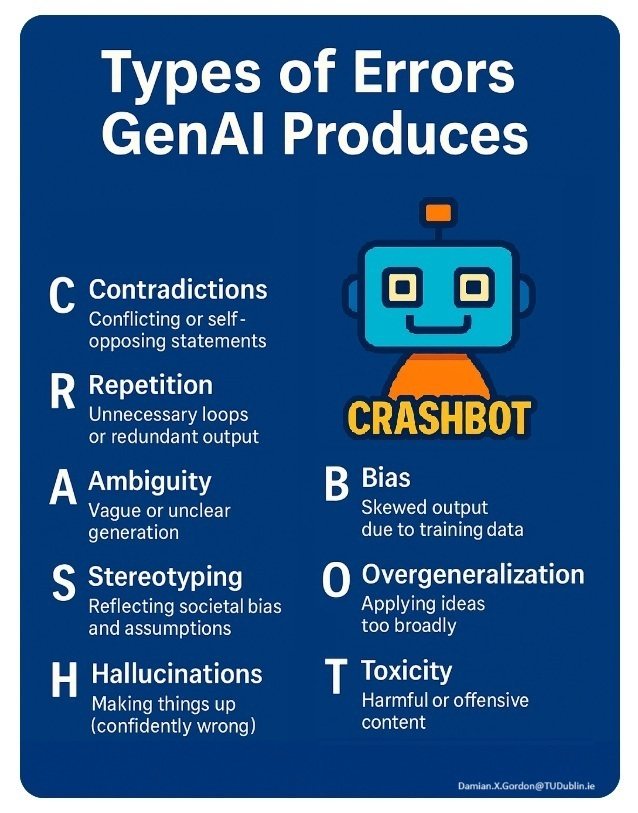 Types of Errors
GenAI Produces
C Contradictions
Conflicting or self-
opposing statements
R Repetition
Unnecessary loops
or redundant output
A Ambiguity
Vague or unclear
generation
S Stereotyping
Reflecting societal bias
and assumptions
H Hallucinations
Making things up
(confidently wrong)
CRASHBOT
B Bias
Skewed output
due to training data
O Overgeneralization
Applying ideas
too broadly
T Toxicity
Harmful or offensive
content
Damian.X.Gordon@TUDublin.ie